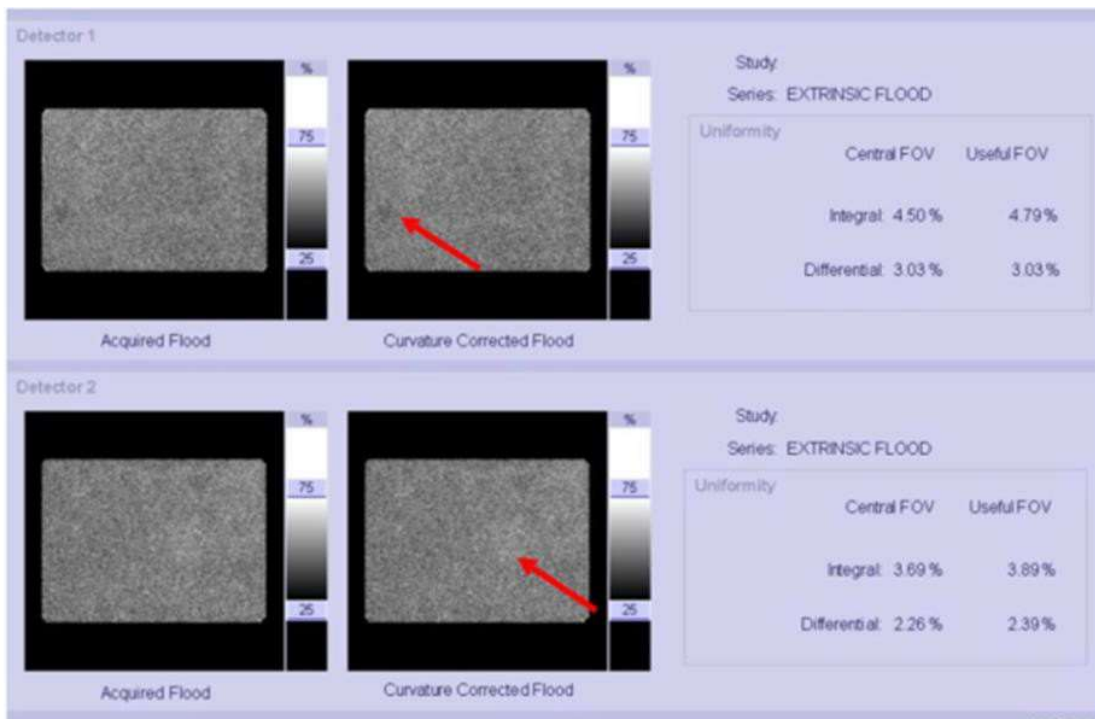 Detector 1
% %
Study:
Series: EXTRINSIC FLOOD
75 75
Uniformity
Central FOV Useful FOV
Integral: 4.50 % 4.79 %
25 25
Differential: 3.03 % 3.03 %
Acquired Flood Curvature Corrected Flood
Detector 2
% %
Study:
Series: EXTRINSIC FLOOD
75 75
Uniformity
Central FOV Useful FOV
Integral: 3.69 % 3.89 %
25 25
Differential: 2.26 % 2.39 %
Acquired Flood Curvature Corrected Flood